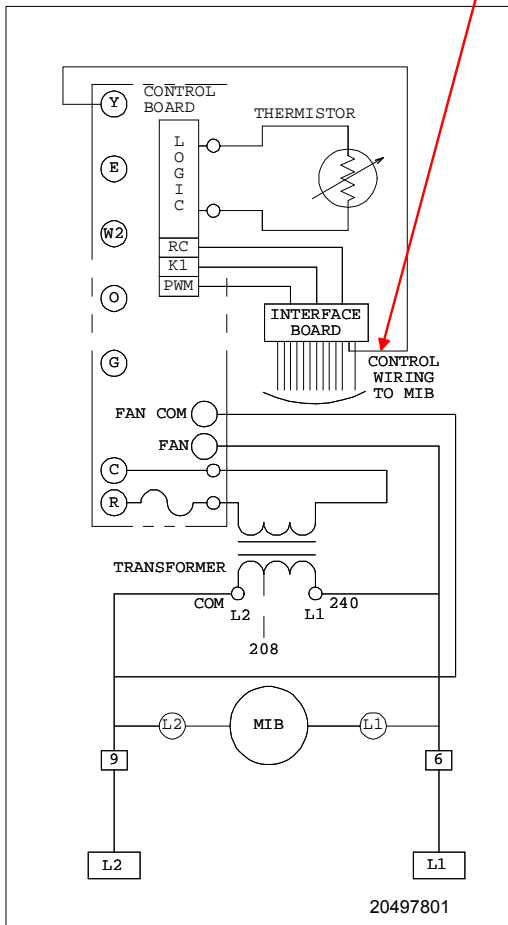 CONTROL
BOARD
Y
THERMISTOR
LOGIC
E
W2
RC
K1
PWM
O
INTERFACE
BOARD
G
CONTROL
WIRING
TO MIB
FAN COM
FAN
C
R
TRANSFORMER
COM
L2
L1
240
208
L2
MIB
L1
9
6
L2
L1
20497801